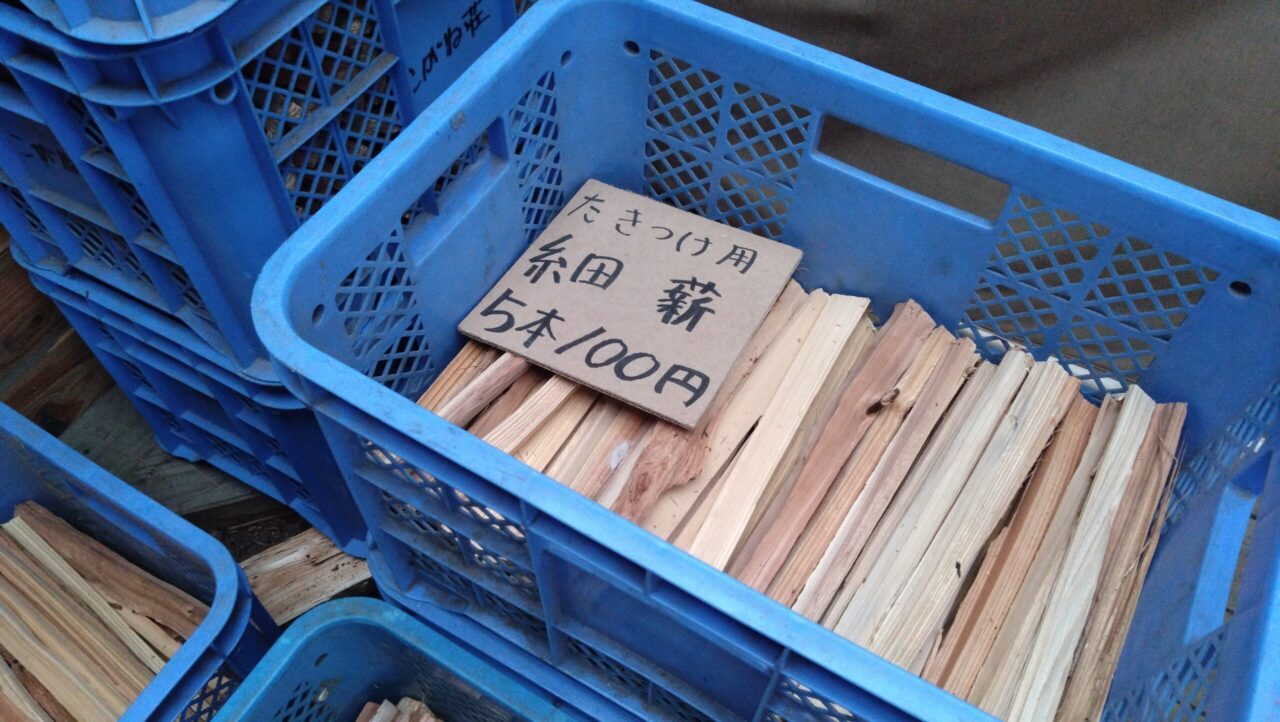 たきつけ用
細 薪
5本/100円